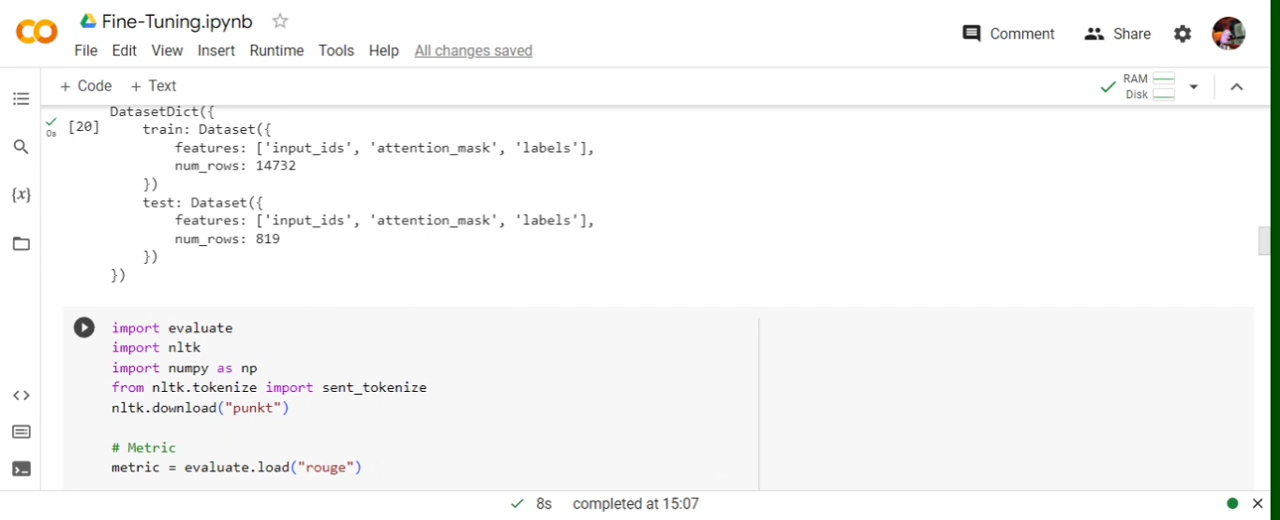 Fine-Tuning.ipynb
File Edit View Insert Runtime Tools Help All changes saved
Comment Share
+ Code + Text
RAM
Disk
[20]
0s
DatasetDict({
    train: Dataset({
        features: ['input_ids', 'attention_mask', 'labels'],
        num_rows: 14732
    })
    test: Dataset({
        features: ['input_ids', 'attention_mask', 'labels'],
        num_rows: 819
    })
})
{x}
import evaluate
import nltk
import numpy as np
from nltk.tokenize import sent_tokenize
nltk.download("punkt")
# Metric
metric = evaluate.load("rouge")
8s completed at 15:07